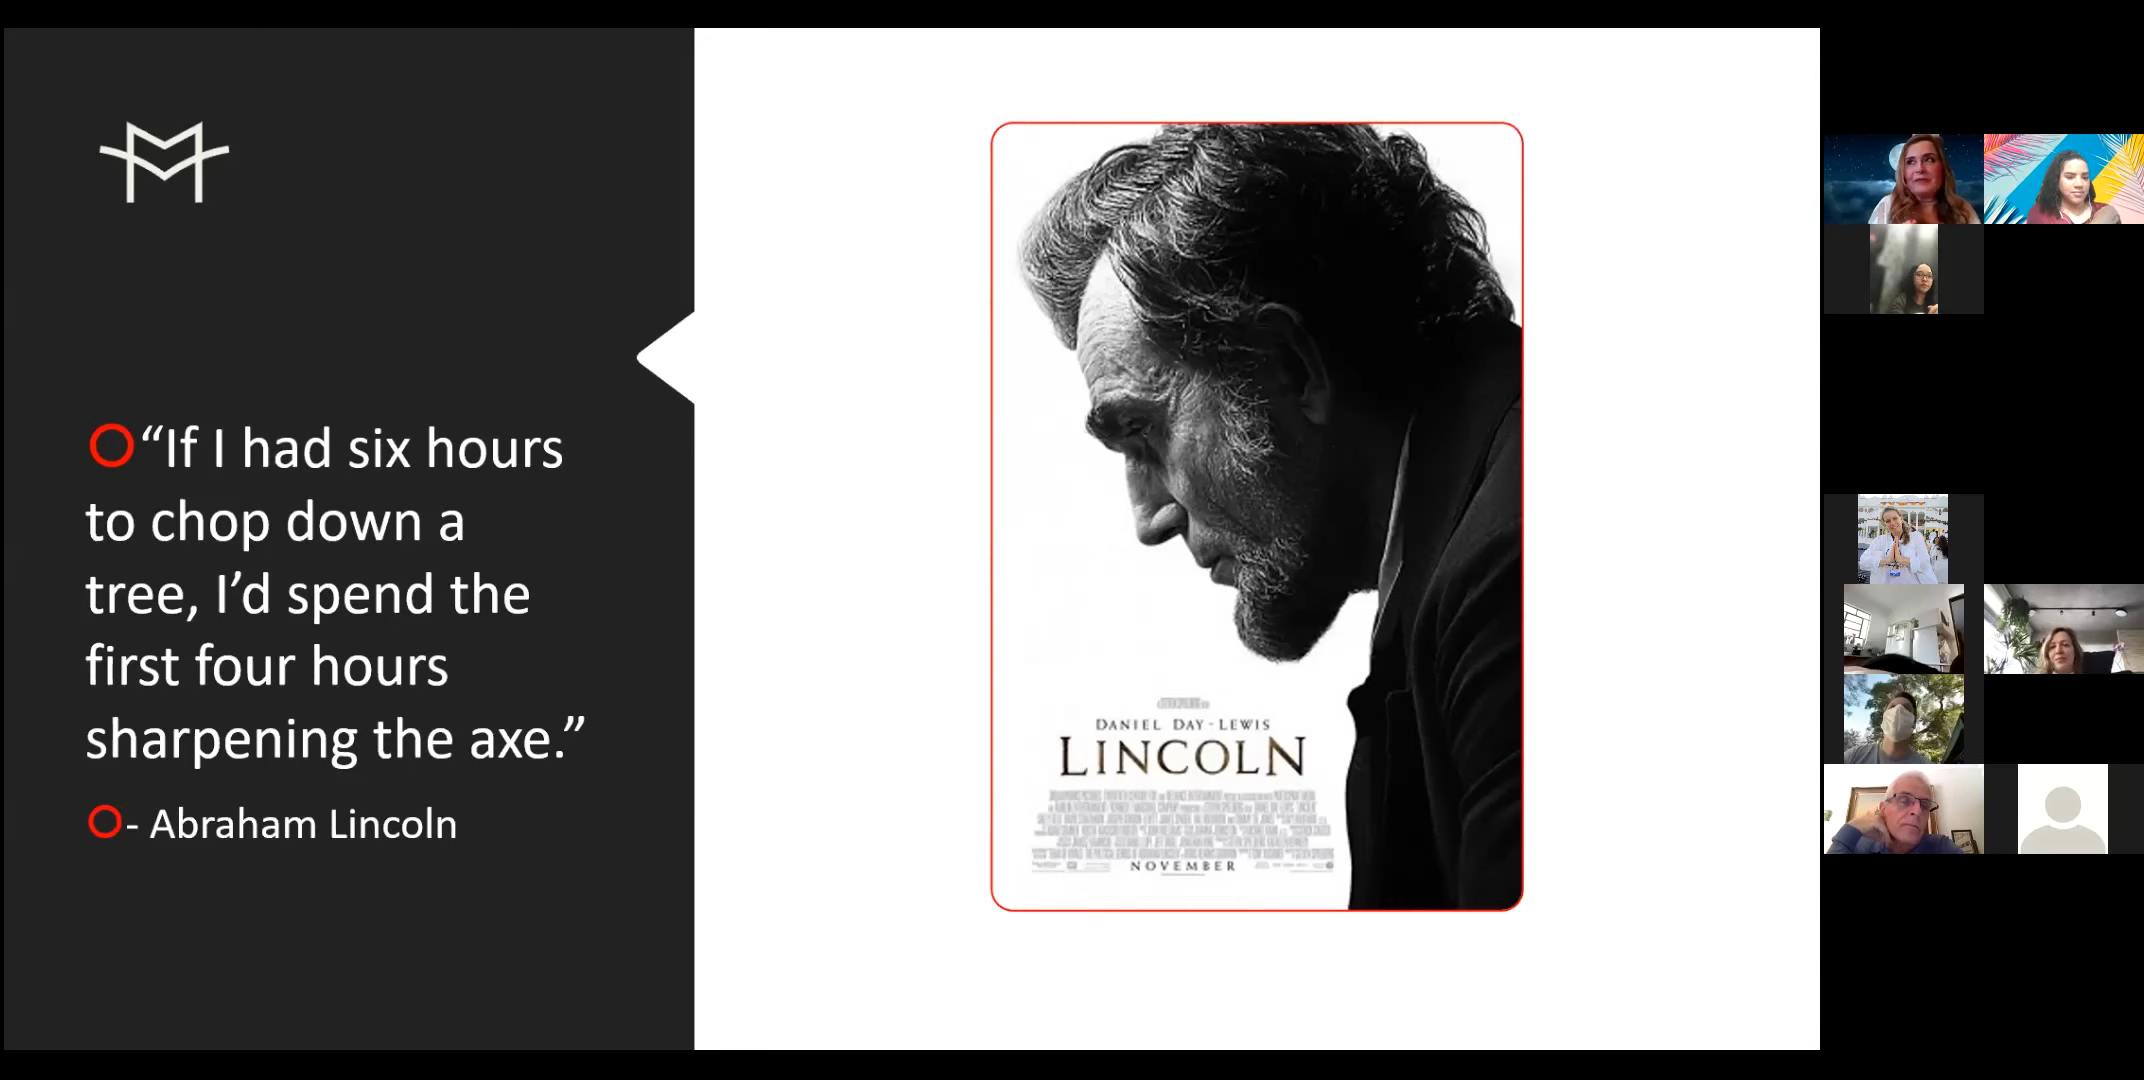 “If I had six hours
to chop down a
tree, I’d spend the
first four hours
sharpening the axe.”
- Abraham Lincoln
DANIEL DAY-LEWIS
LINCOLN
NOVEMBER